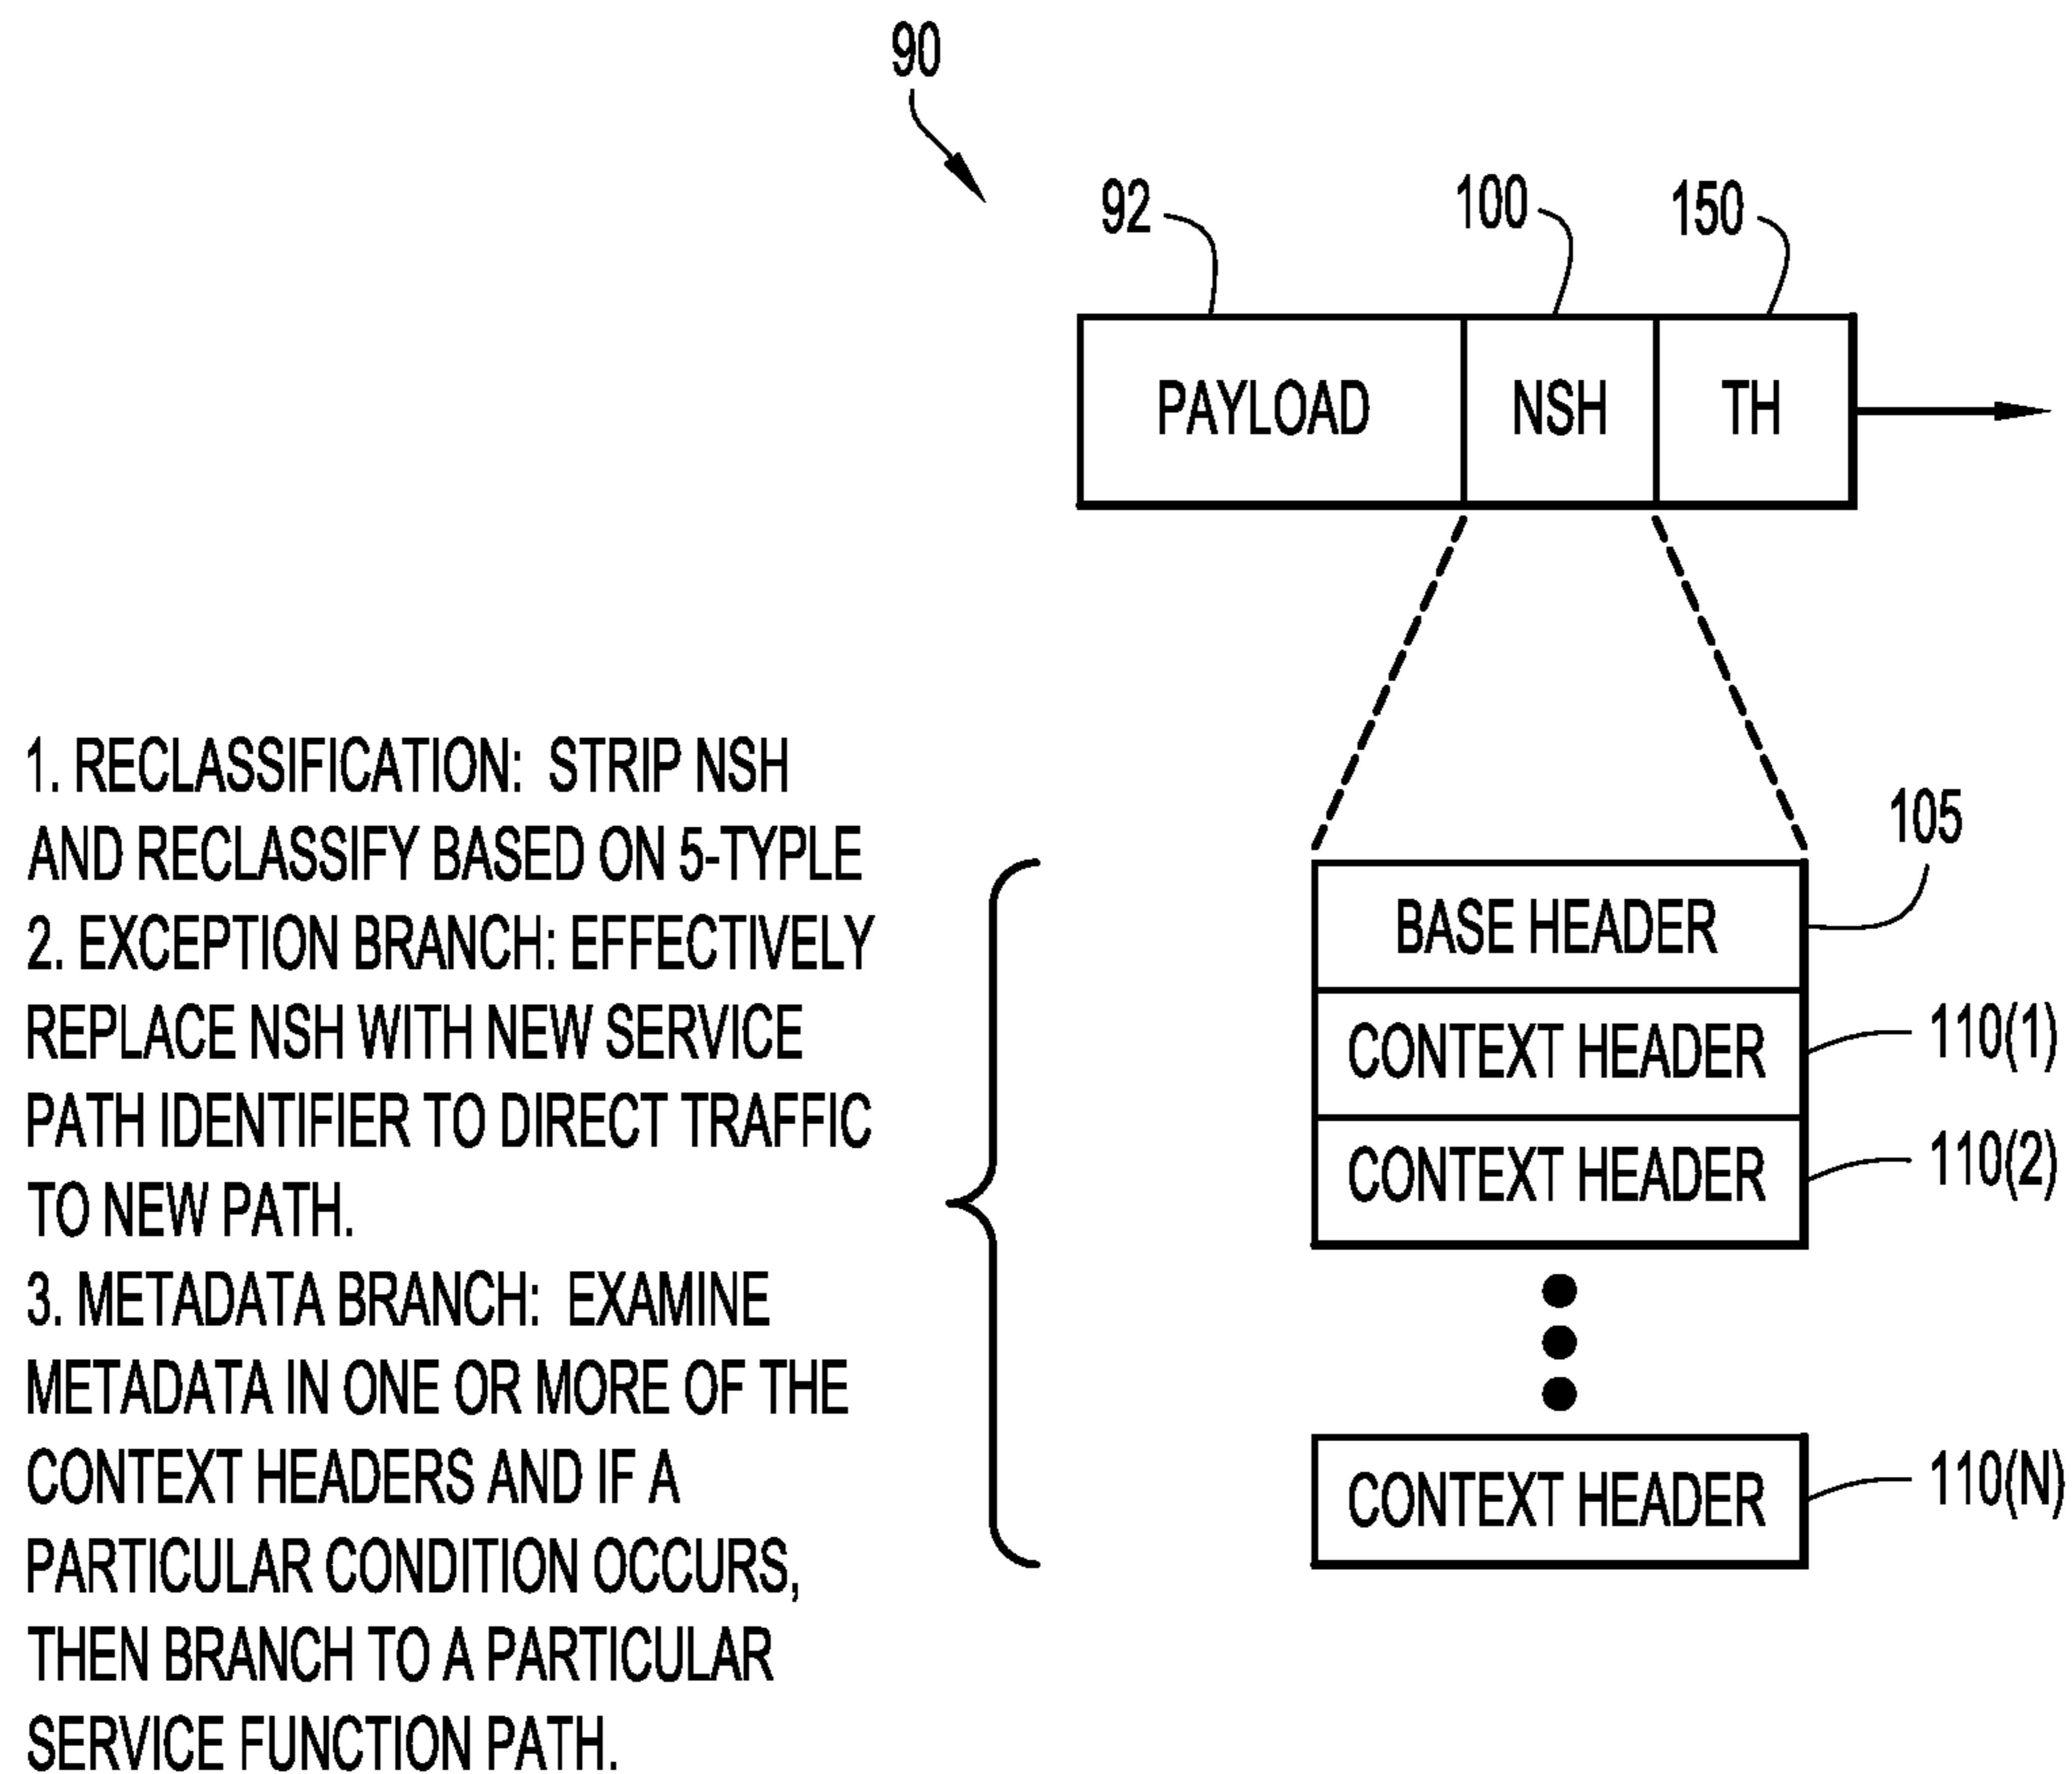 90
92
100
150
PAYLOAD
NSH
TH
1. RECLASSIFICATION: STRIP NSH
AND RECLASSIFY BASED ON 5-TYPLE
2. EXCEPTION BRANCH: EFFECTIVELY
REPLACE NSH WITH NEW SERVICE
PATH IDENTIFIER TO DIRECT TRAFFIC
TO NEW PATH.
3. METADATA BRANCH: EXAMINE
METADATA IN ONE OR MORE OF THE
CONTEXT HEADERS AND IF A
PARTICULAR CONDITION OCCURS,
THEN BRANCH TO A PARTICULAR
SERVICE FUNCTION PATH.
105
BASE HEADER
CONTEXT HEADER
110(1)
CONTEXT HEADER
110(2)
CONTEXT HEADER
110(N)